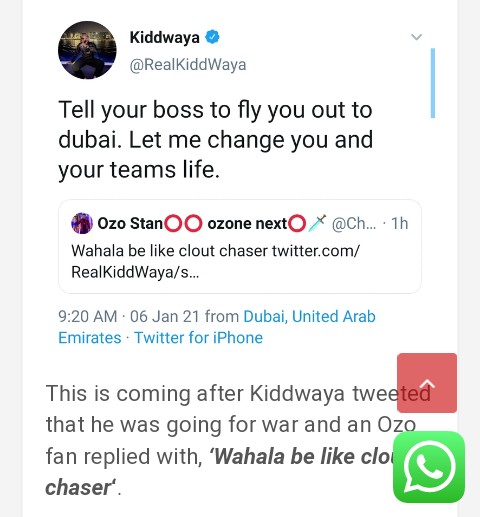 Kiddwaya
@RealKiddWaya
Tell your boss to fly you out to
dubai. Let me change you and
your teams life.
Ozo Stan⭕⭕ ozone next⭕🗡️ @Ch... · 1h
Wahala be like clout chaser twitter.com/
RealKiddWaya/s...
9:20 AM · 06 Jan 21 from Dubai, United Arab
Emirates · Twitter for iPhone
This is coming after Kiddwaya tweeted
that he was going for war and an Ozo
fan replied with, ‘Wahala be like
chaser‘.